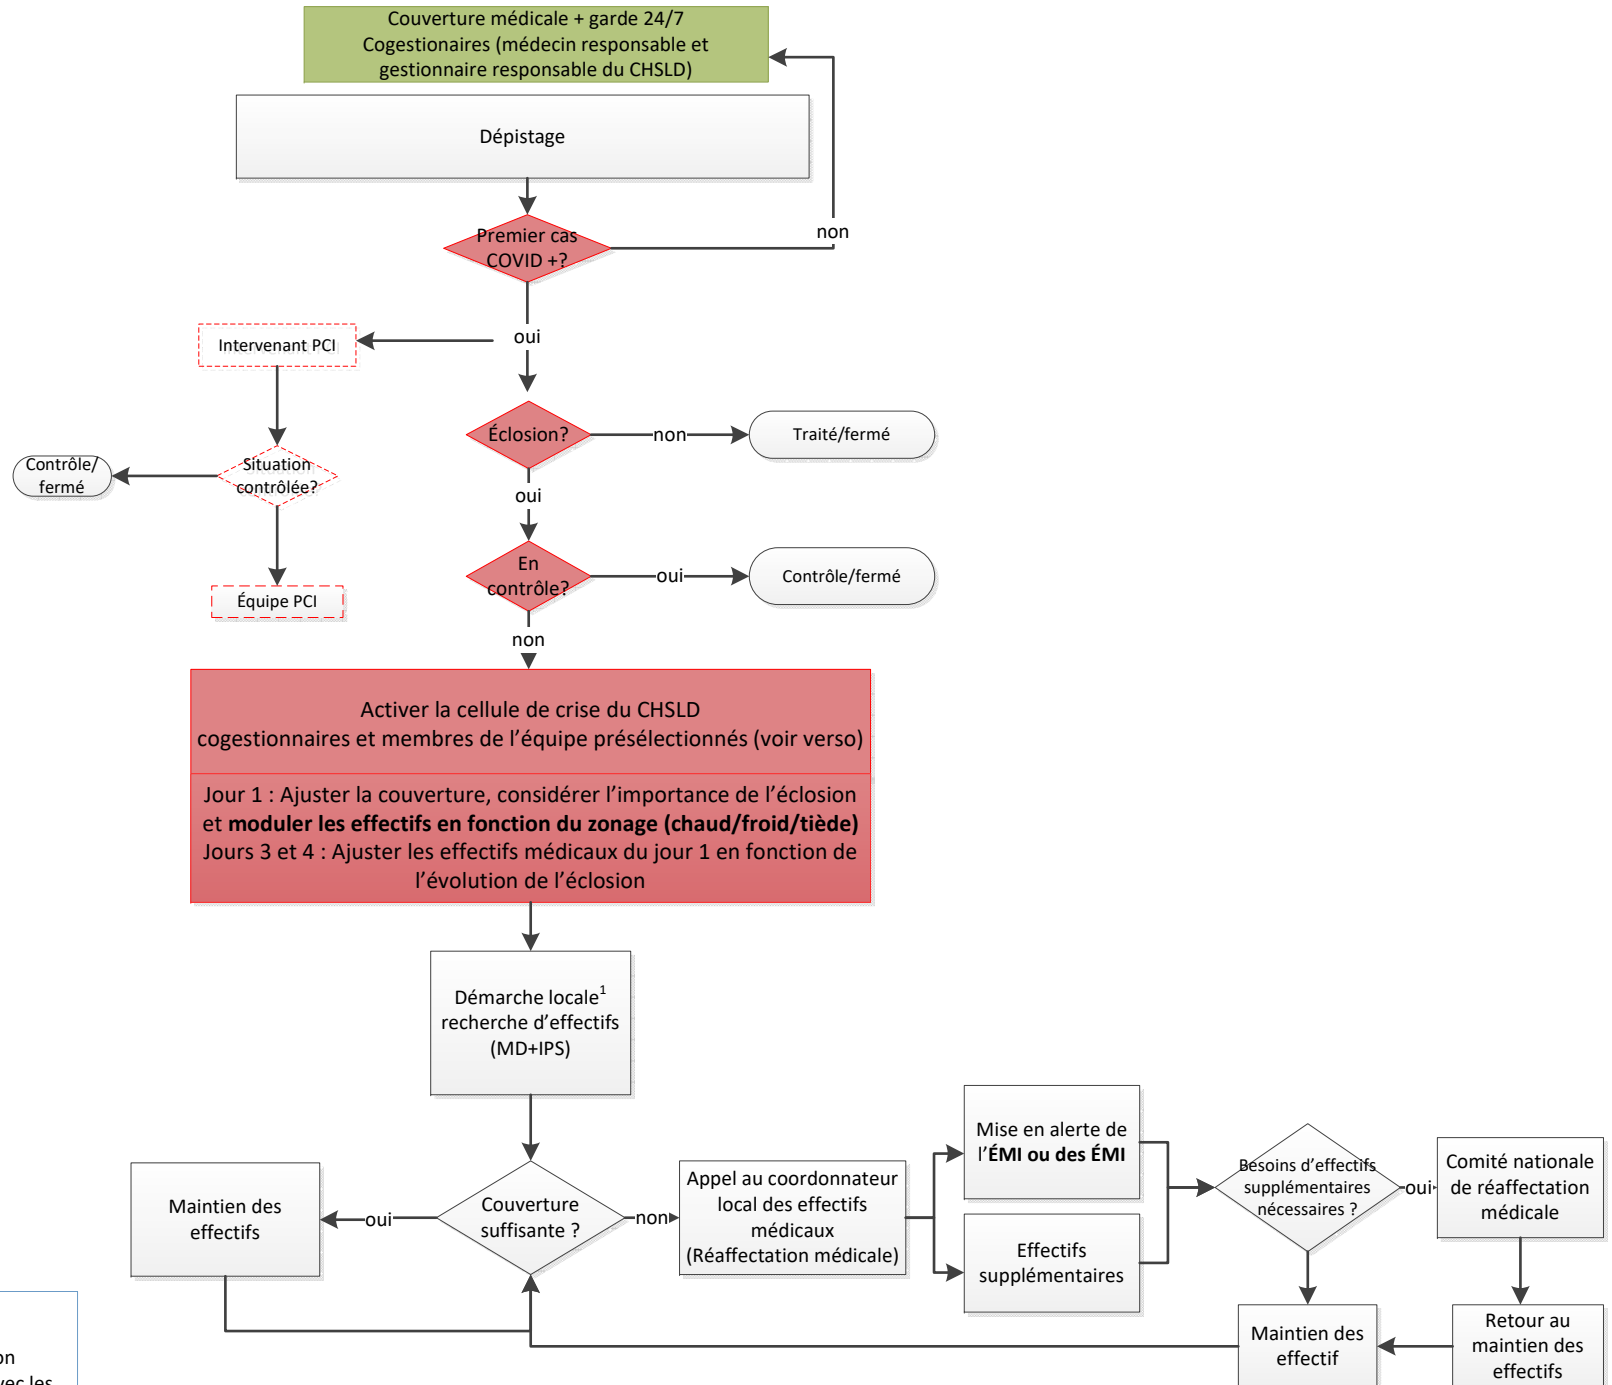 Couverture médicale + garde 24/7
Cogestionaires (médecin responsable et
gestionnaire responsable du CHSLD)
Dépistage
Premier cas
COVID +?
non
oui
Intervenant PCI
Éclosion?
non
Traité/fermé
Situation
contrôlée?
Contrôle/
fermé
oui
En
contrôle?
oui
Contrôle/fermé
Équipe PCI
non
Activer la cellule de crise du CHSLD
cogestionnaires et membres de l’équipe présélectionnés (voir verso)
Jour 1 : Ajuster la couverture, considérer l’importance de l’éclosion
et moduler les effectifs en fonction du zonage (chaud/froid/tiède)
Jours 3 et 4 : Ajuster les effectifs médicaux du jour 1 en fonction de
l’évolution de l’éclosion
Démarche locale¹
recherche d’effectifs
(MD+IPS)
Maintien des
effectifs
oui
Couverture
suffisante ?
non
Appel au coordonnateur
local des effectifs
médicaux
(Réaffectation médicale)
Mise en alerte de
l’ÉMI ou des ÉMI
Effectifs
supplémentaires
Besoins d’effectifs
supplémentaires
nécessaires ?
oui
Comité nationale
de réaffectation
médicale
Maintien des
effectif
Retour au
maintien des
effectifs
on
vec les